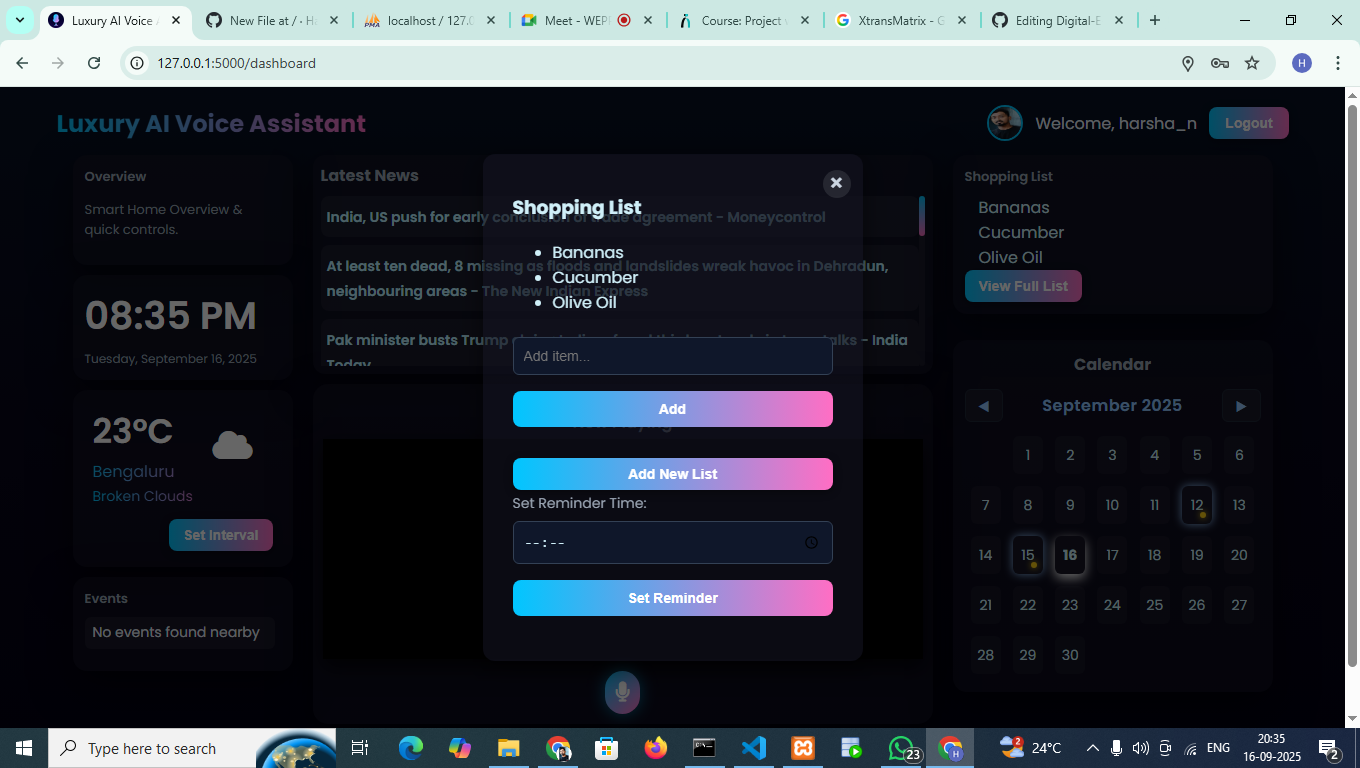 Luxury AI Voice A
New File at / · H
localhost / 127.0
Meet - WEP
Course: Project
XtransMatrix - G
Editing Digital-E
127.0.0.1:5000/dashboard
H
Luxury AI Voice Assistant
Welcome, harsha_n
Logout
Overview
Smart Home Overview &
quick controls.
08:35 PM
Tuesday, September 16, 2025
23°C
Bengaluru
Broken Clouds
Set Interval
Events
No events found nearby
Latest News
India, US push for early conclusion of trade agreement - Moneycontrol
At least ten dead, 8 missing as floods and landslides wreak havoc in Dehradun,
neighbouring areas - The New Indian Express
Pak minister busts Trump
talks - India
Today
Shopping List
Bananas
Cucumber
Olive Oil
Add item...
Add
Add New List
Set Reminder Time:
--:--
Set Reminder
Shopping List
Bananas
Cucumber
Olive Oil
View Full List
Calendar
September 2025
1 2 3 4 5 6
7 8 9 10 11 12 13
14 15 16 17 18 19 20
21 22 23 24 25 26 27
28 29 30
Type here to search
23
H
2
24°C
ENG
20:35
16-09-2025
2